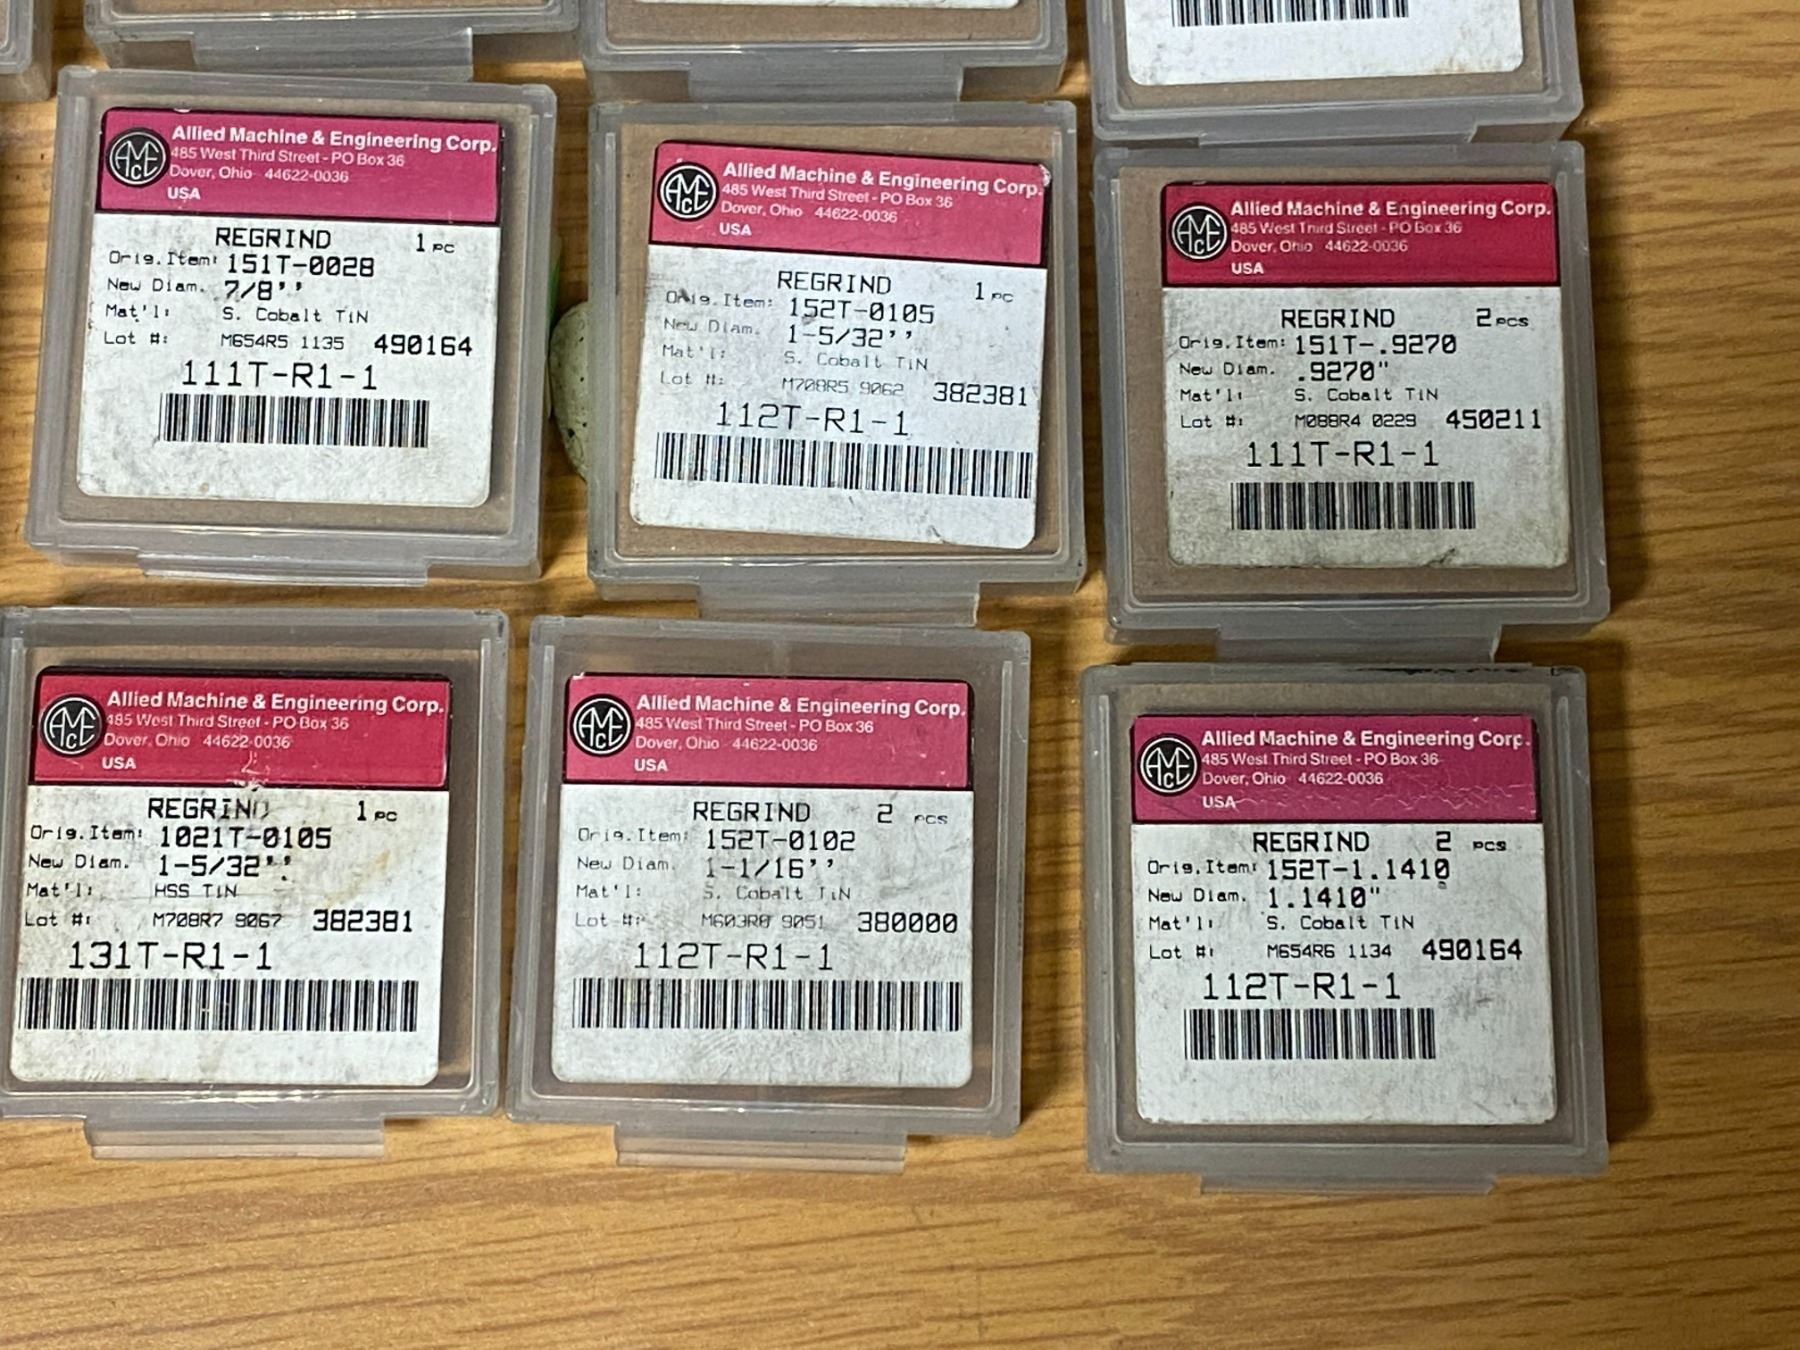 AMEC
Allied Machine & Engineering Corp.
485 West Third Street - PO Box 36
Dover, Ohio 44622-0036
USA
REGRIND 1 PC
Orig.Item: 151T-0028
New Diam. 7/8''
Mat'l: S. Cobalt TiN
Lot #: M654R5 1135 490164
111T-R1-1
AMEC
Allied Machine & Engineering Corp.
485 West Third Street - PO Box 36
Dover, Ohio 44622-0036
USA
REGRIND 1 PC
Orig.Item: 152T-0105
New Diam. 1-5/32''
Mat'l: S. Cobalt TiN
Lot #: M708R5 9062 382381
112T-R1-1
AMEC
Allied Machine & Engineering Corp.
485 West Third Street - PO Box 36
Dover, Ohio 44622-0036
USA
REGRIND 2 PCS
Orig.Item: 151T-.9270
New Diam. .9270"
Mat'l: S. Cobalt TiN
Lot #: M088R4 0229 450211
111T-R1-1
AMEC
Allied Machine & Engineering Corp.
485 West Third Street - PO Box 36
Dover, Ohio 44622-0036
USA
REGRIND 1 PC
Orig.Item: 1021T-0105
New Diam. 1-5/32''
Mat'l: HSS TiN
Lot #: M708R7 9067 382381
131T-R1-1
AMEC
Allied Machine & Engineering Corp.
485 West Third Street - PO Box 36
Dover, Ohio 44622-0036
USA
REGRIND 2 PCS
Orig.Item: 152T-0102
New Diam. 1-1/16''
Mat'l: S. Cobalt TiN
Lot #: M603R8 9051 380000
112T-R1-1
AMEC
Allied Machine & Engineering Corp.
485 West Third Street - PO Box 36
Dover, Ohio 44622-0036
USA
REGRIND 2 PCS
Orig.Item: 152T-1.1410
New Diam. 1.1410"
Mat'l: S. Cobalt TiN
Lot #: M654R6 1134 490164
112T-R1-1